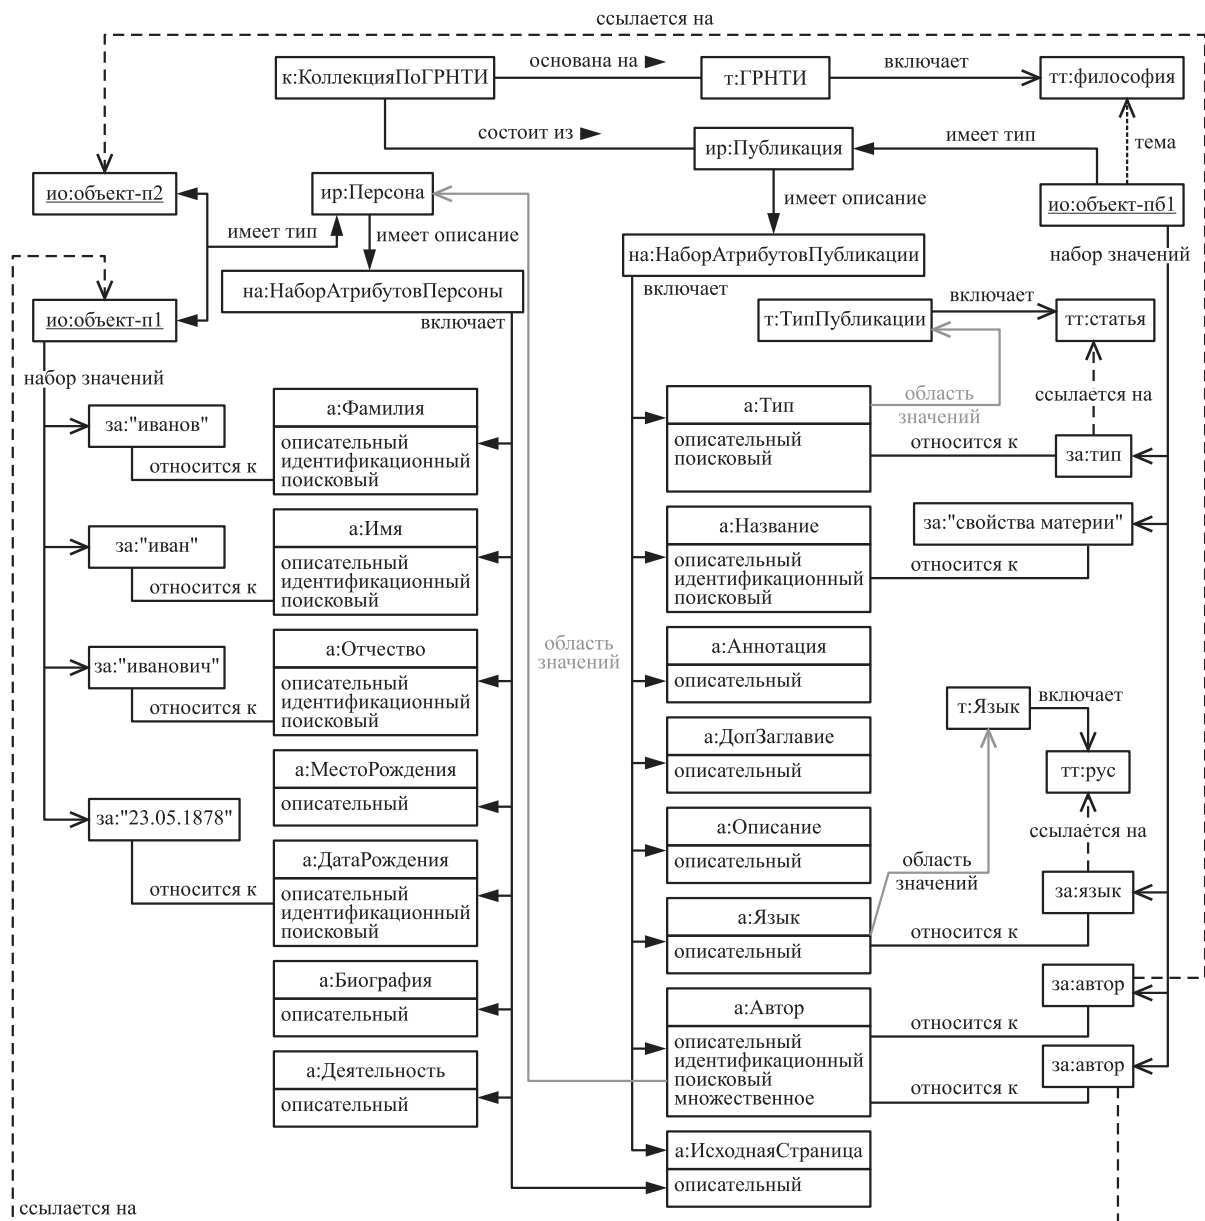 ссылается на
к:КоллекцияПоГРНТИ
основана на
т:ГРНТИ
включает
тт:философия
состоит из
ир:Публикация
имеет тип
тема
ио:объект-п2
ир:Персона
имеет тип
имеет описание
имеет описание
ио:объект-пб1
набор значений
на:НаборАтрибутовПерсоны
включает
на:НаборАтрибутовПубликации
включает
ио:объект-п1
набор значений
т:ТипПубликации
включает
тт:статья
за:"иванов"
относится к
а:Фамилия
описательный
идентификационный
поисковый
а:Тип
описательный
поисковый
область
значений
ссылается на
относится к
за:тип
за:"иван"
относится к
а:Имя
описательный
идентификационный
поисковый
а:Название
описательный
идентификационный
поисковый
за:"свойства материи"
относится к
за:"иванович"
относится к
а:Отчество
описательный
идентификационный
поисковый
область
значений
а:Аннотация
описательный
т:Язык
включает
а:МестоРождения
описательный
а:ДопЗаглавие
описательный
тт:рус
за:"23.05.1878"
относится к
а:ДатаРождения
описательный
идентификационный
поисковый
а:Описание
описательный
область
значений
ссылается на
за:язык
а:Язык
описательный
относится к
а:Биография
описательный
а:Автор
описательный
идентификационный
поисковый
множественное
за:автор
относится к
за:автор
относится к
а:Деятельность
описательный
а:ИсходнаяСтраница
описательный
ссылается на